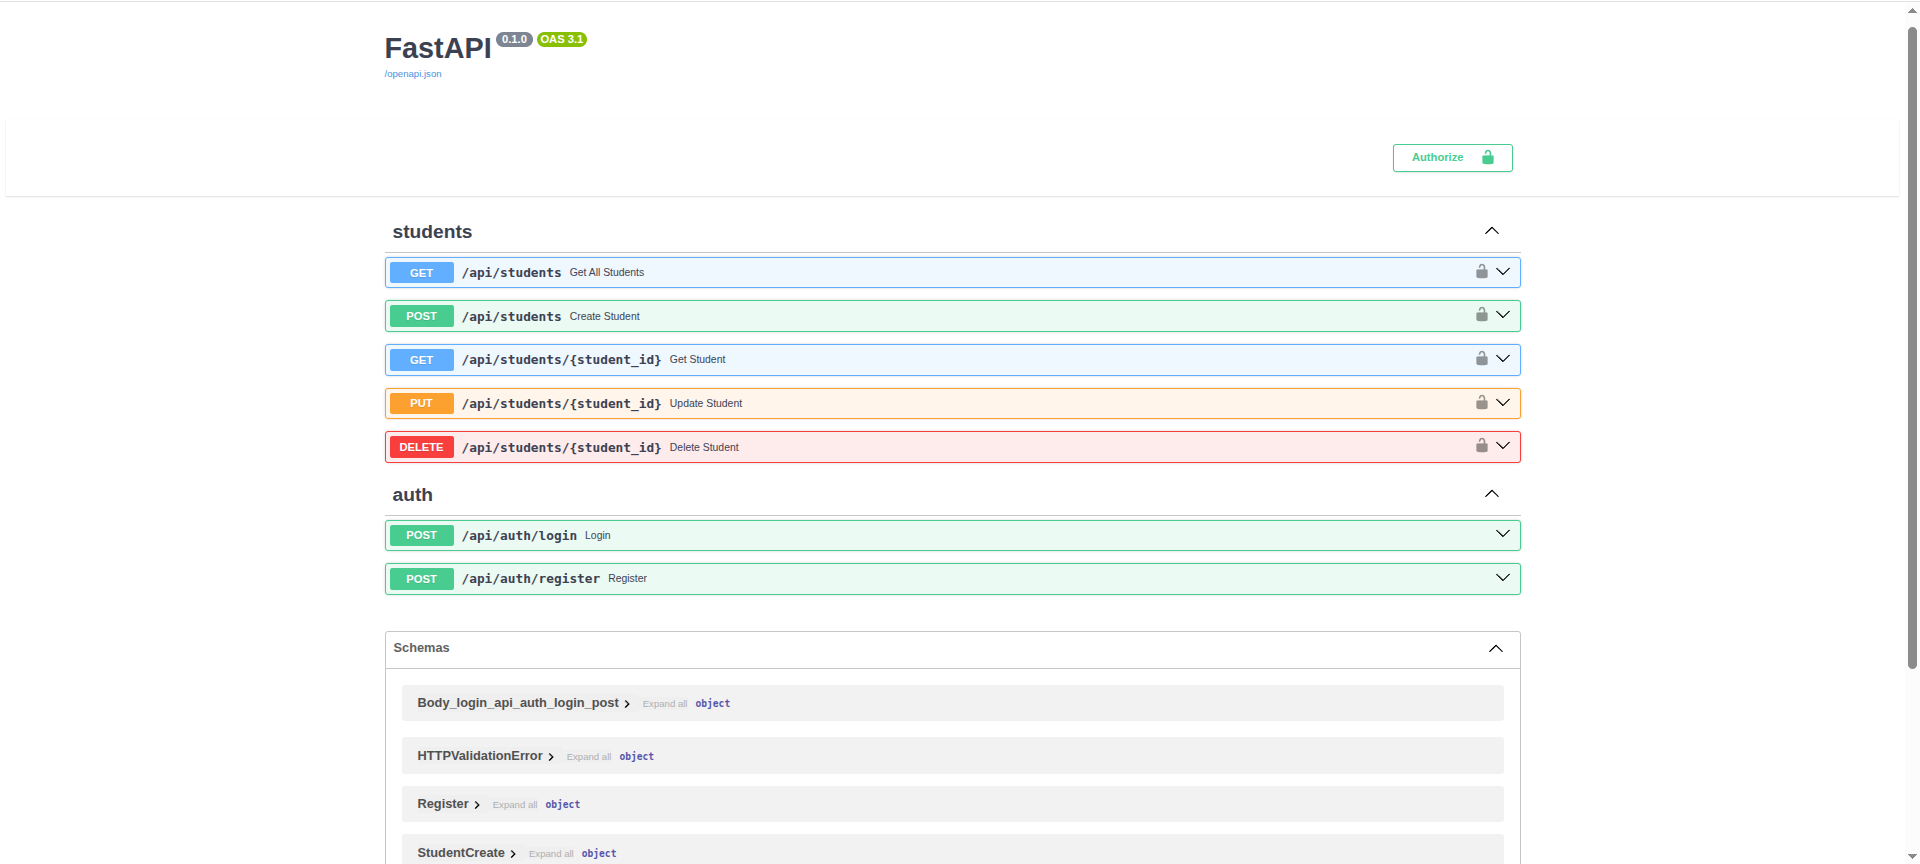 FastAPI 0.1.0 OAS 3.1
/openapi.json
Authorize
students
GET /api/students Get All Students
POST /api/students Create Student
GET /api/students/{student_id} Get Student
PUT /api/students/{student_id} Update Student
DELETE /api/students/{student_id} Delete Student
auth
POST /api/auth/login Login
POST /api/auth/register Register
Schemas
Body_login_api_auth_login_post Expand all object
HTTPValidationError Expand all object
Register Expand all object
StudentCreate Expand all object